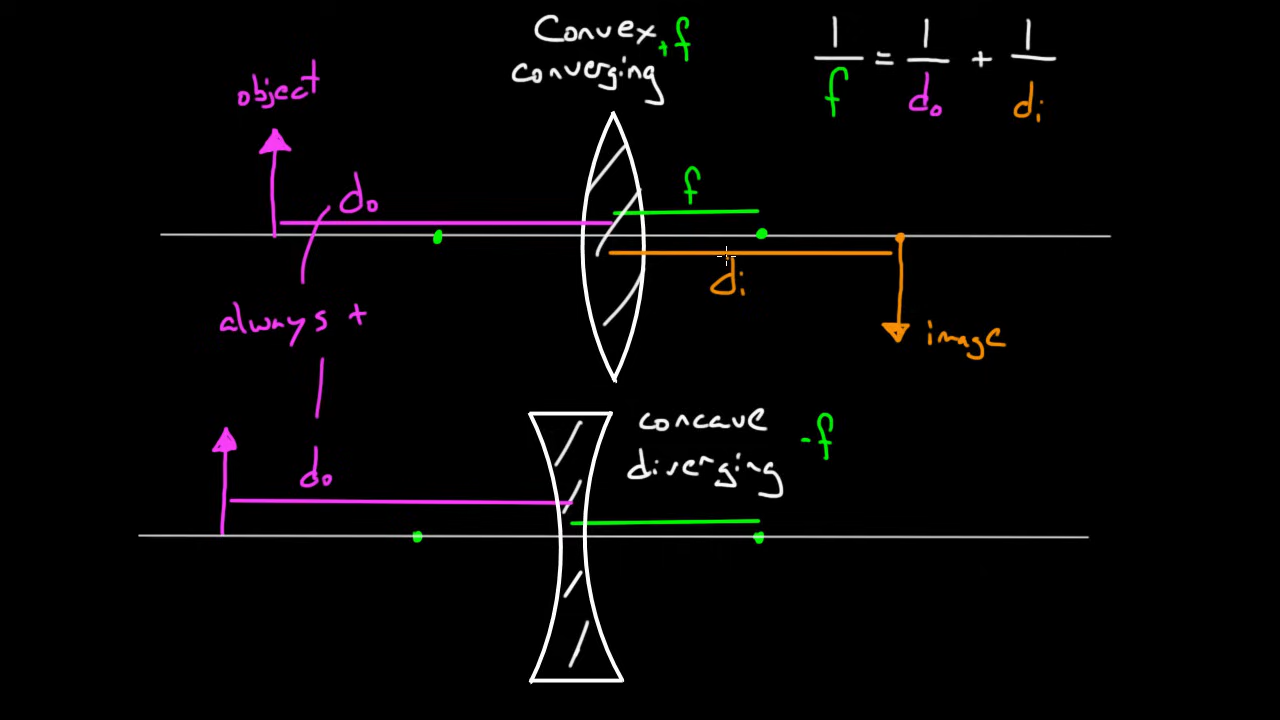 Convex +f
converging
1/f = 1/do + 1/di
object
do
f
di
always +
image
do
concave
diverging
-f